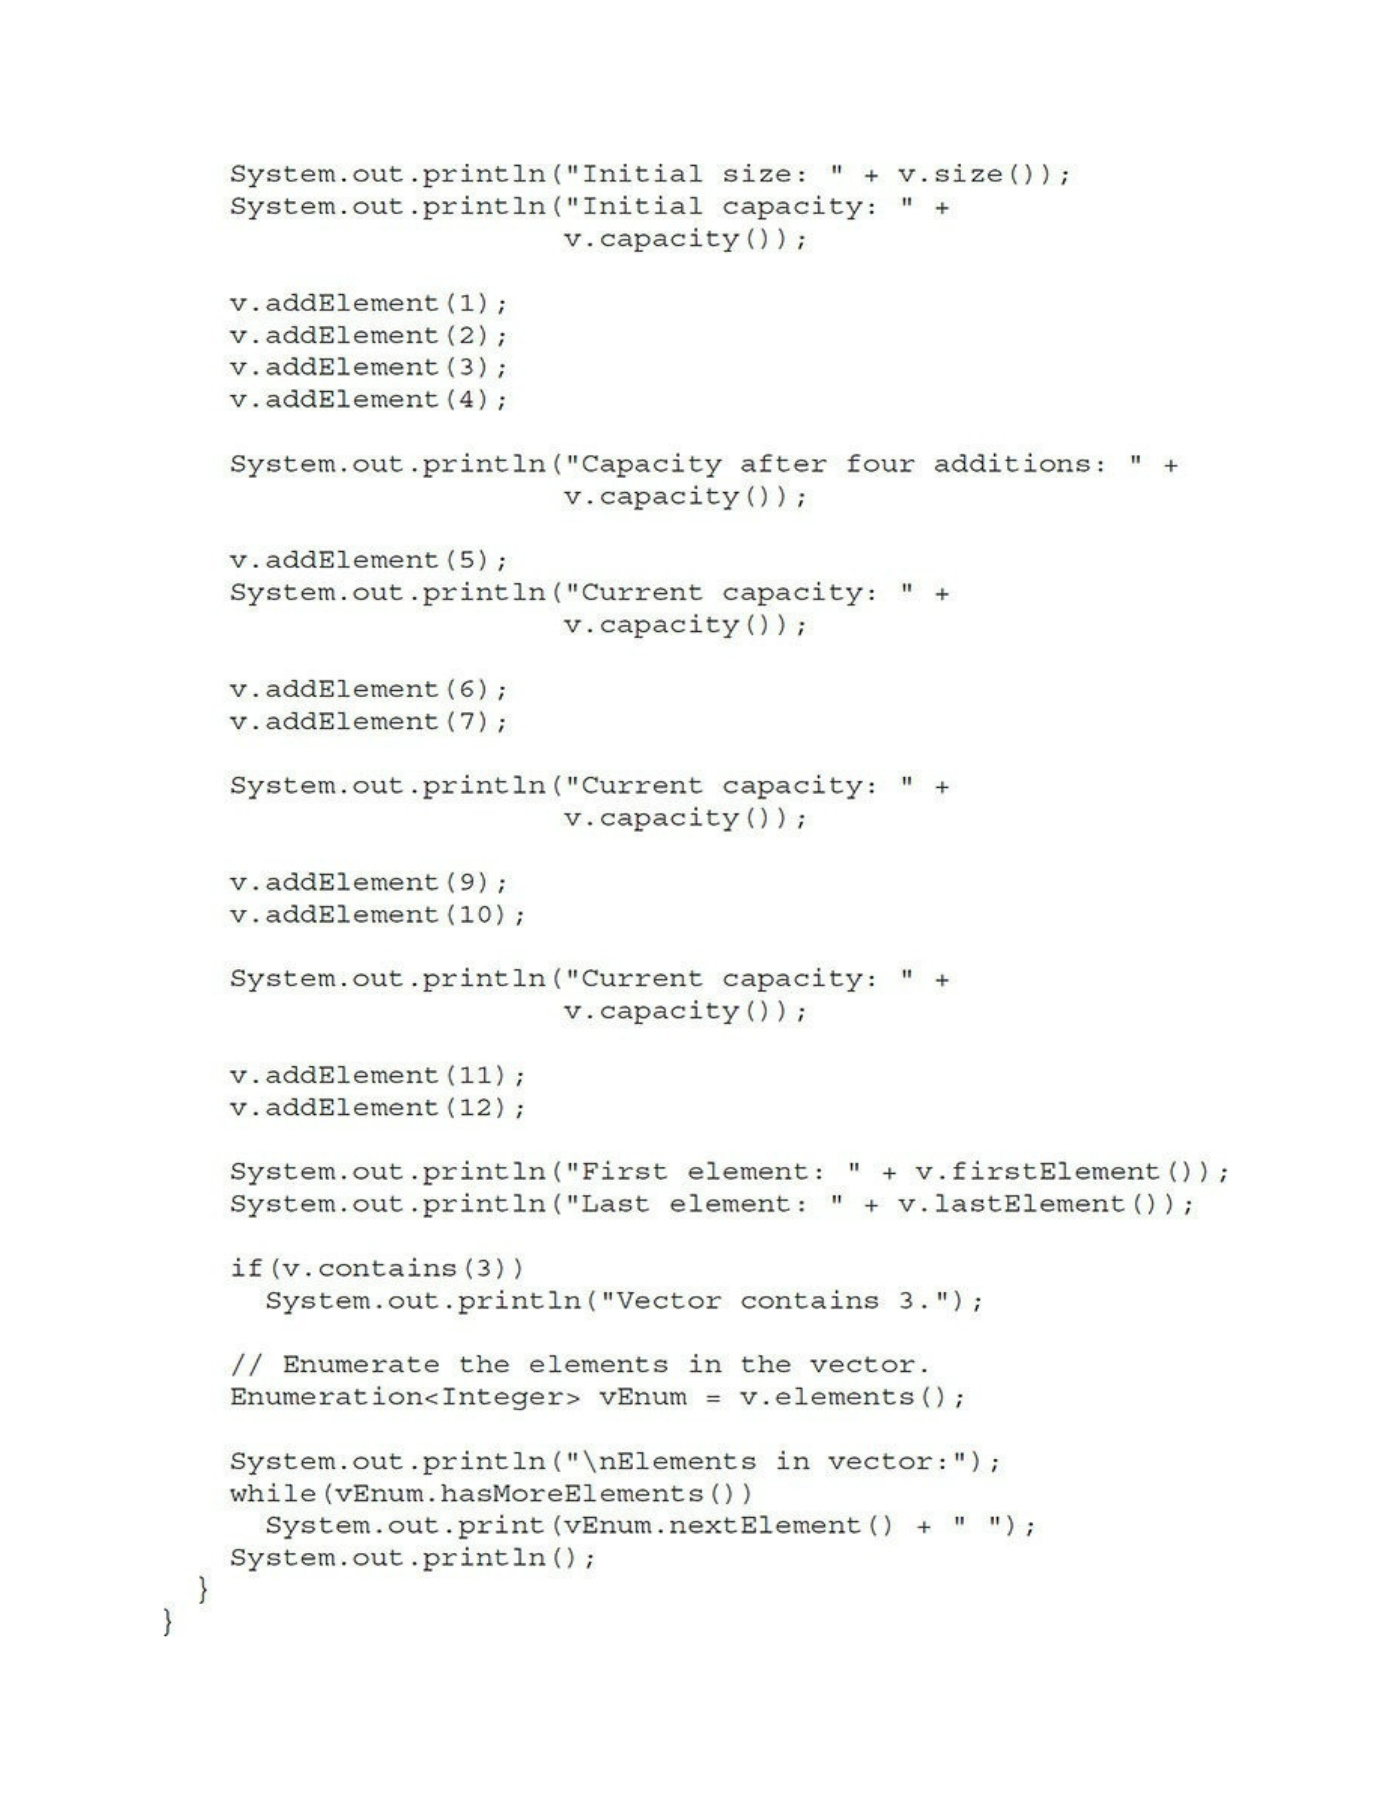 System.out.println("Initial size: " + v.size());
System.out.println("Initial capacity: " +
v.capacity());
v.addElement(1);
v.addElement(2);
v.addElement(3);
v.addElement(4);
System.out.println("Capacity after four additions: " +
v.capacity());
v.addElement(5);
System.out.println("Current capacity: " +
v.capacity());
v.addElement(6);
v.addElement(7);
System.out.println("Current capacity: " +
v.capacity());
v.addElement(9);
v.addElement(10);
System.out.println("Current capacity: " +
v.capacity());
v.addElement(11);
v.addElement(12);
System.out.println("First element: " + v.firstElement());
System.out.println("Last element: " + v.lastElement());
if(v.contains(3))
System.out.println("Vector contains 3.");
// Enumerate the elements in the vector.
Enumeration<Integer> vEnum = v.elements();
System.out.println("\nElements in vector:");
while(vEnum.hasMoreElements())
System.out.print(vEnum.nextElement() + " ");
System.out.println();
}
}